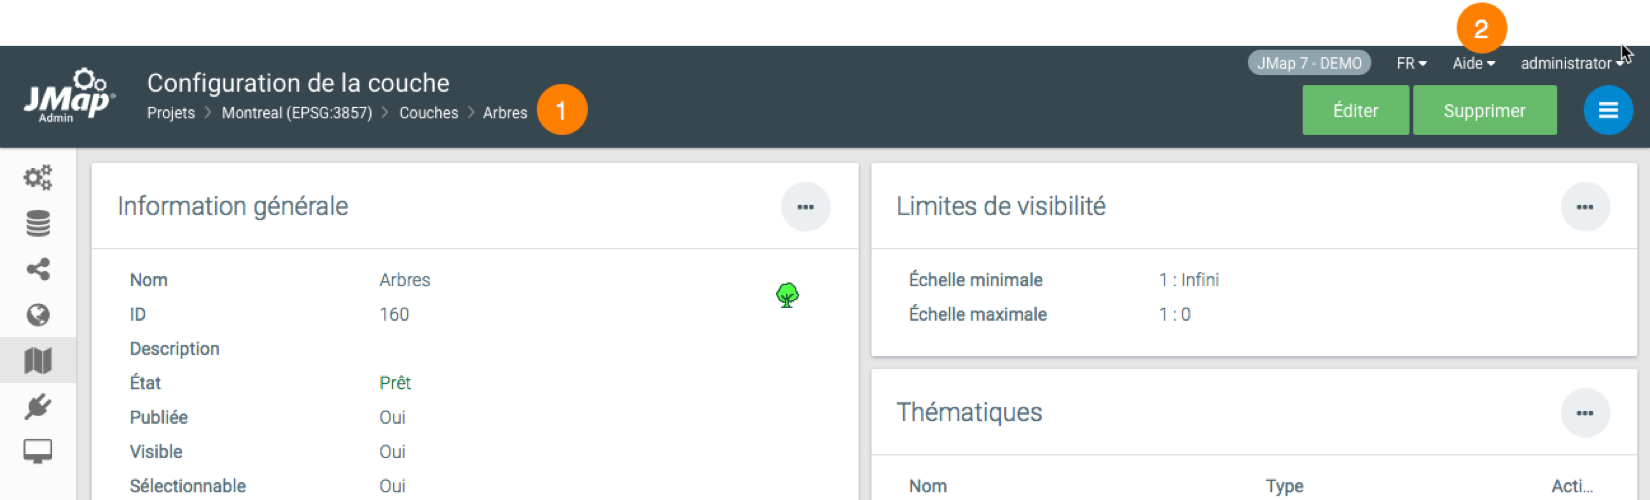 2
JMap 7 - DEMO FR Aide administrator
JMap
Admin
Configuration de la couche
Projets > Montreal (EPSG:3857) > Couches > Arbres 1
Éditer Supprimer
Information générale
Nom Arbres
ID 160
Description
État Prêt
Publiée Oui
Visible Oui
Sélectionnable Oui
Limites de visibilité
Échelle minimale 1 : Infini
Échelle maximale 1 : 0
Thématiques
Nom Type Acti...